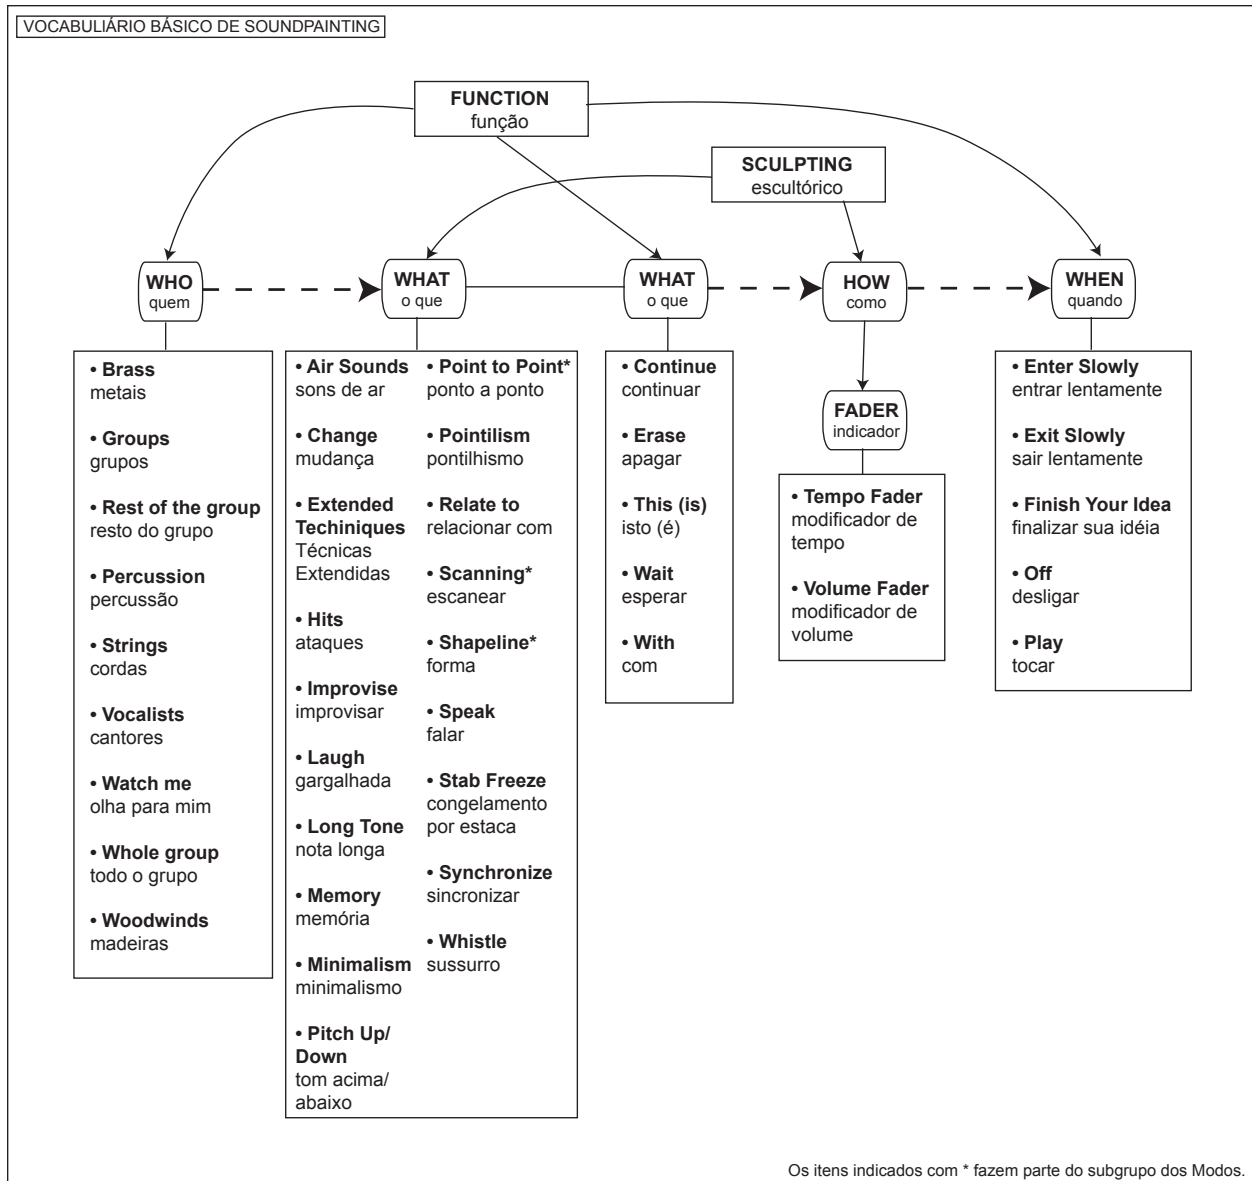 VOCABULIÁRIO BÁSICO DE SOUNDPAINTING
FUNCTION
função
SCULPTING
escultórico
WHO
quem
WHAT
o que
WHAT
o que
HOW
como
WHEN
quando
• Brass
metais
• Groups
grupos
• Rest of the group
resto do grupo
• Percussion
percussão
• Strings
cordas
• Vocalists
cantores
• Watch me
olha para mim
• Whole group
todo o grupo
• Woodwinds
madeiras
• Air Sounds
sons de ar
• Change
mudança
• Extended
Techiniques
Técnicas
Extendidas
• Hits
ataques
• Improvise
improvisar
• Laugh
gargalhada
• Long Tone
nota longa
• Memory
memória
• Minimalism
minimalismo
• Pitch Up/
Down
tom acima/
abaixo
• Point to Point*
ponto a ponto
• Pointilism
pontilhismo
• Relate to
relacionar com
• Scanning*
escanear
• Shapeline*
forma
• Speak
falar
• Stab Freeze
congelamento
por estaca
• Synchronize
sincronizar
• Whistle
sussurro
• Continue
continuar
• Erase
apagar
• This (is)
isto (é)
• Wait
esperar
• With
com
FADER
indicador
• Tempo Fader
modificador de
tempo
• Volume Fader
modificador de
volume
• Enter Slowly
entrar lentamente
• Exit Slowly
sair lentamente
• Finish Your Idea
finalizar sua idéia
• Off
desligar
• Play
tocar
Os itens indicados com * fazem parte do subgrupo dos Modos.